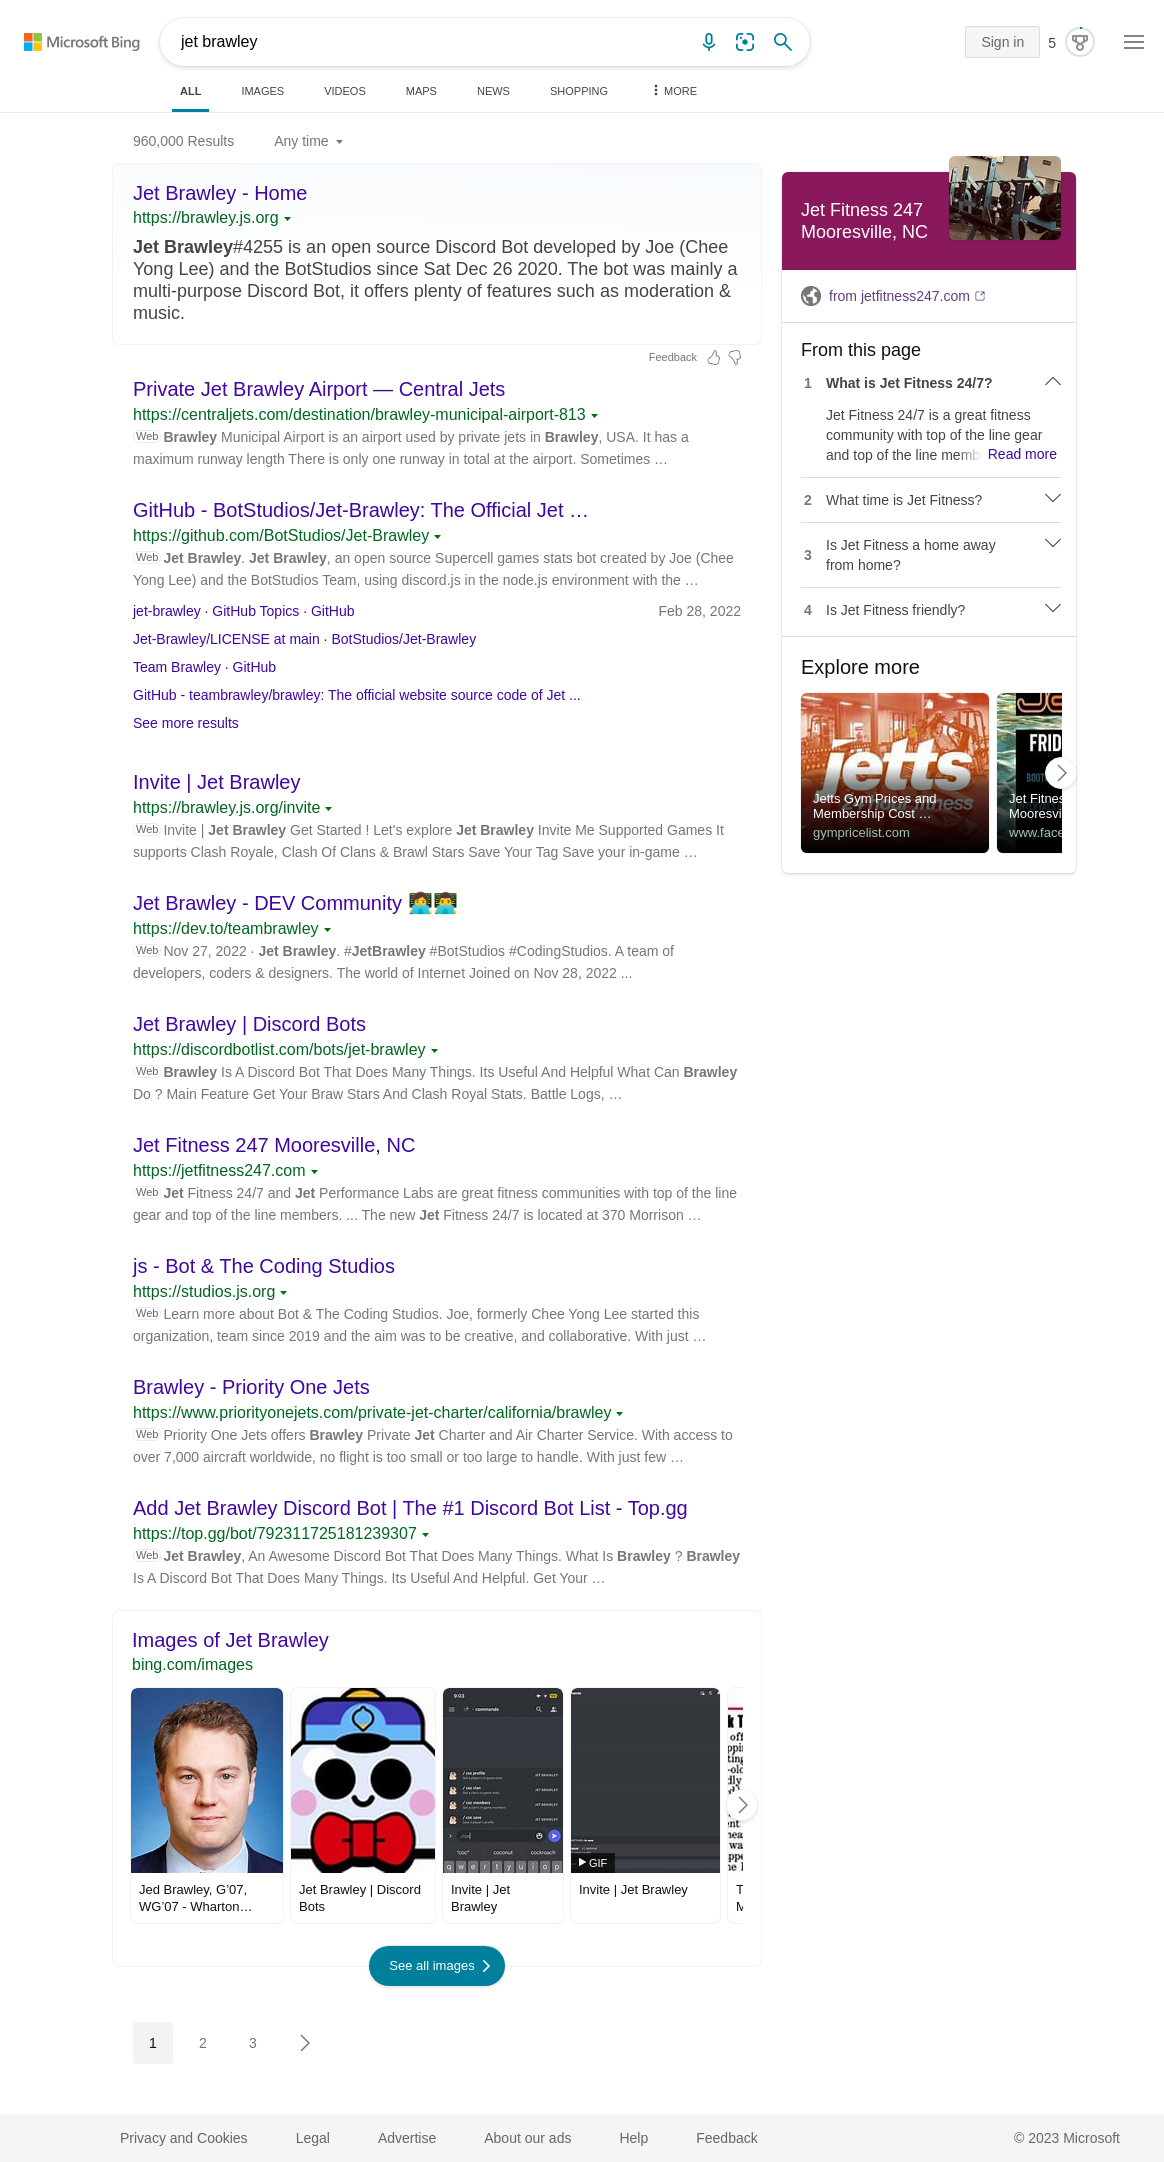 Microsoft Bing
jet brawley
Sign in
5
ALL
IMAGES
VIDEOS
MAPS
NEWS
SHOPPING
MORE
960,000 Results
Any time
Jet Brawley - Home
https://brawley.js.org
Jet Brawley#4255 is an open source Discord Bot developed by Joe (Chee
Yong Lee) and the BotStudios since Sat Dec 26 2020. The bot was mainly a
multi-purpose Discord Bot, it offers plenty of features such as moderation &
music.
Feedback
Private Jet Brawley Airport — Central Jets
https://centraljets.com/destination/brawley-municipal-airport-813
Web Brawley Municipal Airport is an airport used by private jets in Brawley, USA. It has a
maximum runway length There is only one runway in total at the airport. Sometimes …
GitHub - BotStudios/Jet-Brawley: The Official Jet …
https://github.com/BotStudios/Jet-Brawley
Web Jet Brawley. Jet Brawley, an open source Supercell games stats bot created by Joe (Chee
Yong Lee) and the BotStudios Team, using discord.js in the node.js environment with the …
jet-brawley · GitHub Topics · GitHub
Feb 28, 2022
Jet-Brawley/LICENSE at main · BotStudios/Jet-Brawley
Team Brawley · GitHub
GitHub - teambrawley/brawley: The official website source code of Jet ...
See more results
Invite | Jet Brawley
https://brawley.js.org/invite
Web Invite | Jet Brawley Get Started ! Let's explore Jet Brawley Invite Me Supported Games It
supports Clash Royale, Clash Of Clans & Brawl Stars Save Your Tag Save your in-game …
Jet Brawley - DEV Community 👩‍💻👨‍💻
https://dev.to/teambrawley
Web Nov 27, 2022 · Jet Brawley. #JetBrawley #BotStudios #CodingStudios. A team of
developers, coders & designers. The world of Internet Joined on Nov 28, 2022 ...
Jet Brawley | Discord Bots
https://discordbotlist.com/bots/jet-brawley
Web Brawley Is A Discord Bot That Does Many Things. Its Useful And Helpful What Can Brawley
Do ? Main Feature Get Your Braw Stars And Clash Royal Stats. Battle Logs, …
Jet Fitness 247 Mooresville, NC
https://jetfitness247.com
Web Jet Fitness 24/7 and Jet Performance Labs are great fitness communities with top of the line
gear and top of the line members. ... The new Jet Fitness 24/7 is located at 370 Morrison …
js - Bot & The Coding Studios
https://studios.js.org
Web Learn more about Bot & The Coding Studios. Joe, formerly Chee Yong Lee started this
organization, team since 2019 and the aim was to be creative, and collaborative. With just …
Brawley - Priority One Jets
https://www.priorityonejets.com/private-jet-charter/california/brawley
Web Priority One Jets offers Brawley Private Jet Charter and Air Charter Service. With access to
over 7,000 aircraft worldwide, no flight is too small or too large to handle. With just few …
Add Jet Brawley Discord Bot | The #1 Discord Bot List - Top.gg
https://top.gg/bot/792311725181239307
Web Jet Brawley, An Awesome Discord Bot That Does Many Things. What Is Brawley ? Brawley
Is A Discord Bot That Does Many Things. Its Useful And Helpful. Get Your …
Images of Jet Brawley
bing.com/images
9:03
commands
/ coc profile
/ coc clan
/ coc members
/ coc save
JET BRAWLEY
JET BRAWLEY
JET BRAWLEY
JET BRAWLEY
"coc"
coconut
cockroach
q w e r t y u i o p
GIF
Jed Brawley, G'07,
WG'07 - Wharton…
Jet Brawley | Discord
Bots
Invite | Jet
Brawley
Invite | Jet Brawley
See all images
1
2
3
Jet Fitness 247
Mooresville, NC
from jetfitness247.com
From this page
1 What is Jet Fitness 24/7?
Jet Fitness 24/7 is a great fitness
community with top of the line gear
and top of the line memb Read more
2 What time is Jet Fitness?
3 Is Jet Fitness a home away
from home?
4 Is Jet Fitness friendly?
Explore more
jetts
24 hour fitness
Jetts Gym Prices and
Membership Cost …
gympricelist.com
FRID
Jet Fitnes
Mooresvi
www.face
Privacy and Cookies
Legal
Advertise
About our ads
Help
Feedback
© 2023 Microsoft